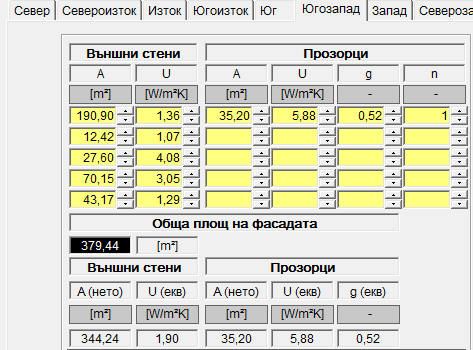 Север Североизток Изток Югоизток Юг Югозапад Запад Североза
Външни стени Прозорци
A U A U g n
[m²] [W/m²K] [m²] [W/m²K] - -
190,90 1,36 35,20 5,88 0,52 1
12,42 1,07
27,60 4,08
70,15 3,05
43,17 1,29
Обща площ на фасадата
379,44 [m²]
Външни стени Прозорци
A (нето) U (екв) A (нето) U (екв) g (екв)
[m²] [W/m²K] [m²] [W/m²K] -
344,24 1,90 35,20 5,88 0,52